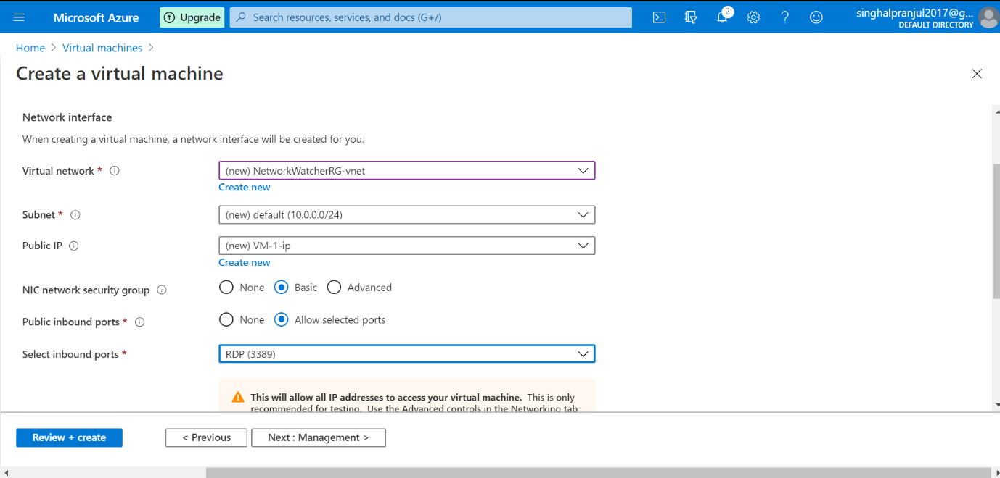 Microsoft Azure
Upgrade
Search resources, services, and docs (G+/)
2
singhalpranjul2017@g...
DEFAULT DIRECTORY
Home > Virtual machines >
Create a virtual machine
Network interface
When creating a virtual machine, a network interface will be created for you.
Virtual network *
(new) NetworkWatcherRG-vnet
Create new
Subnet *
(new) default (10.0.0.0/24)
Public IP
(new) VM-1-ip
Create new
NIC network security group
None Basic Advanced
Public inbound ports *
None Allow selected ports
Select inbound ports *
RDP (3389)
This will allow all IP addresses to access your virtual machine. This is only
recommended for testing. Use the Advanced controls in the Networking tab
Review + create
< Previous
Next : Management >